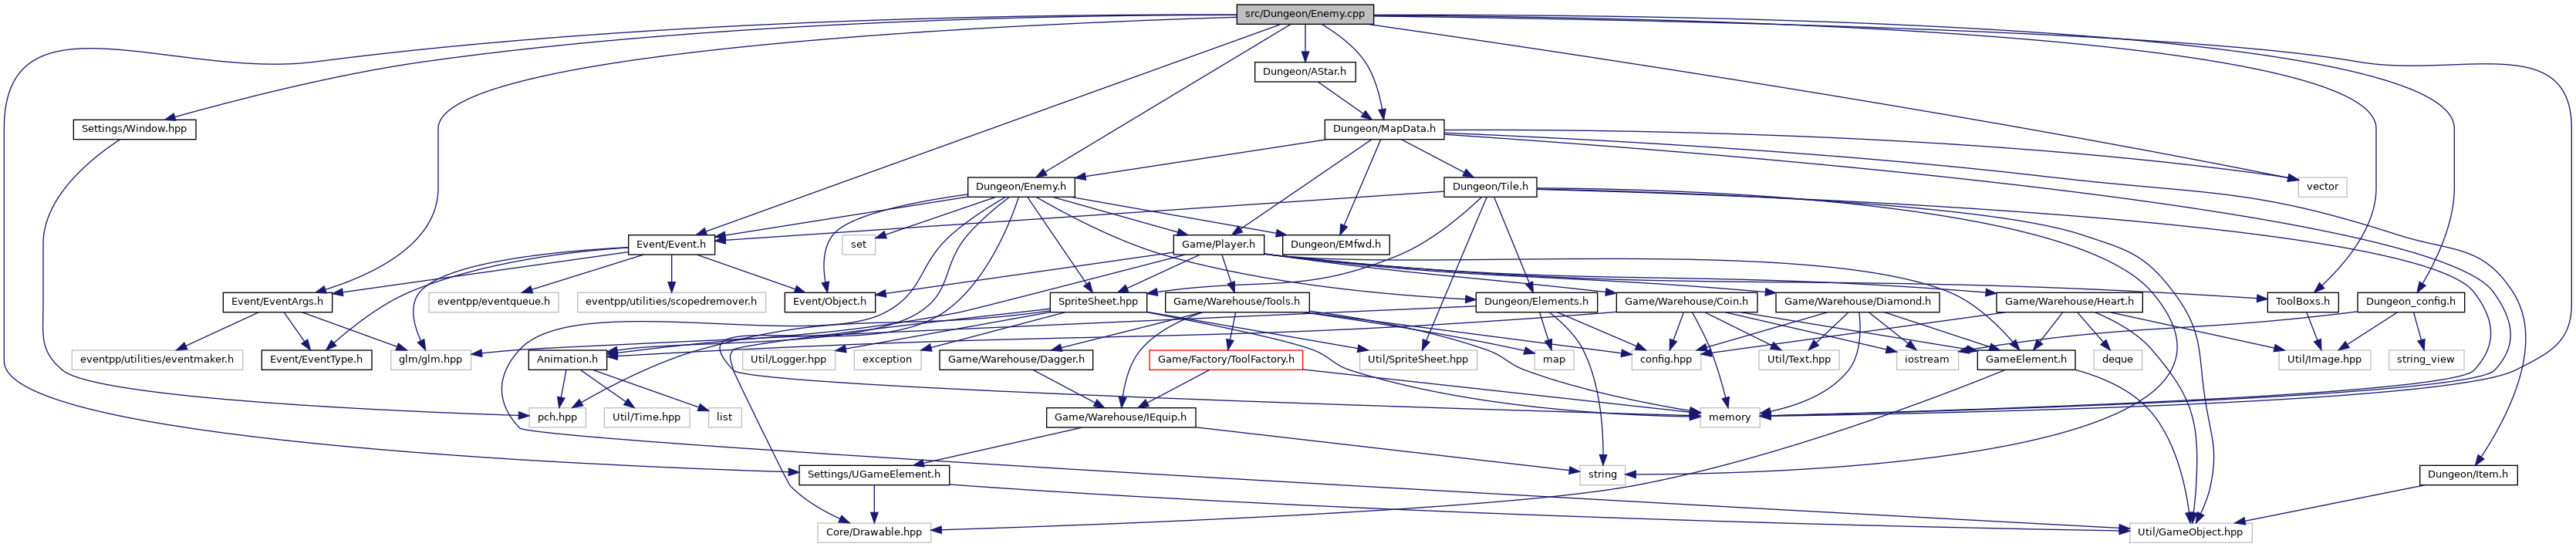 src/Dungeon/Enemy.cpp
Dungeon/AStar.h
Settings/Window.hpp
Dungeon/MapData.h
Dungeon/Enemy.h
Dungeon/Tile.h
vector
Event/Event.h
set
Game/Player.h
Dungeon/EMfwd.h
Event/EventArgs.h
eventpp/eventqueue.h
eventpp/utilities/scopedremover.h
Event/Object.h
SpriteSheet.hpp
Game/Warehouse/Tools.h
Dungeon/Elements.h
Game/Warehouse/Coin.h
Game/Warehouse/Diamond.h
Game/Warehouse/Heart.h
ToolBoxs.h
Dungeon_config.h
eventpp/utilities/eventmaker.h
Event/EventType.h
glm/glm.hpp
Animation.h
Util/Logger.hpp
exception
Game/Warehouse/Dagger.h
Game/Factory/ToolFactory.h
Util/SpriteSheet.hpp
map
config.hpp
Util/Text.hpp
iostream
GameElement.h
deque
Util/Image.hpp
string_view
pch.hpp
Util/Time.hpp
list
Game/Warehouse/IEquip.h
memory
Settings/UGameElement.h
string
Dungeon/Item.h
Core/Drawable.hpp
Util/GameObject.hpp